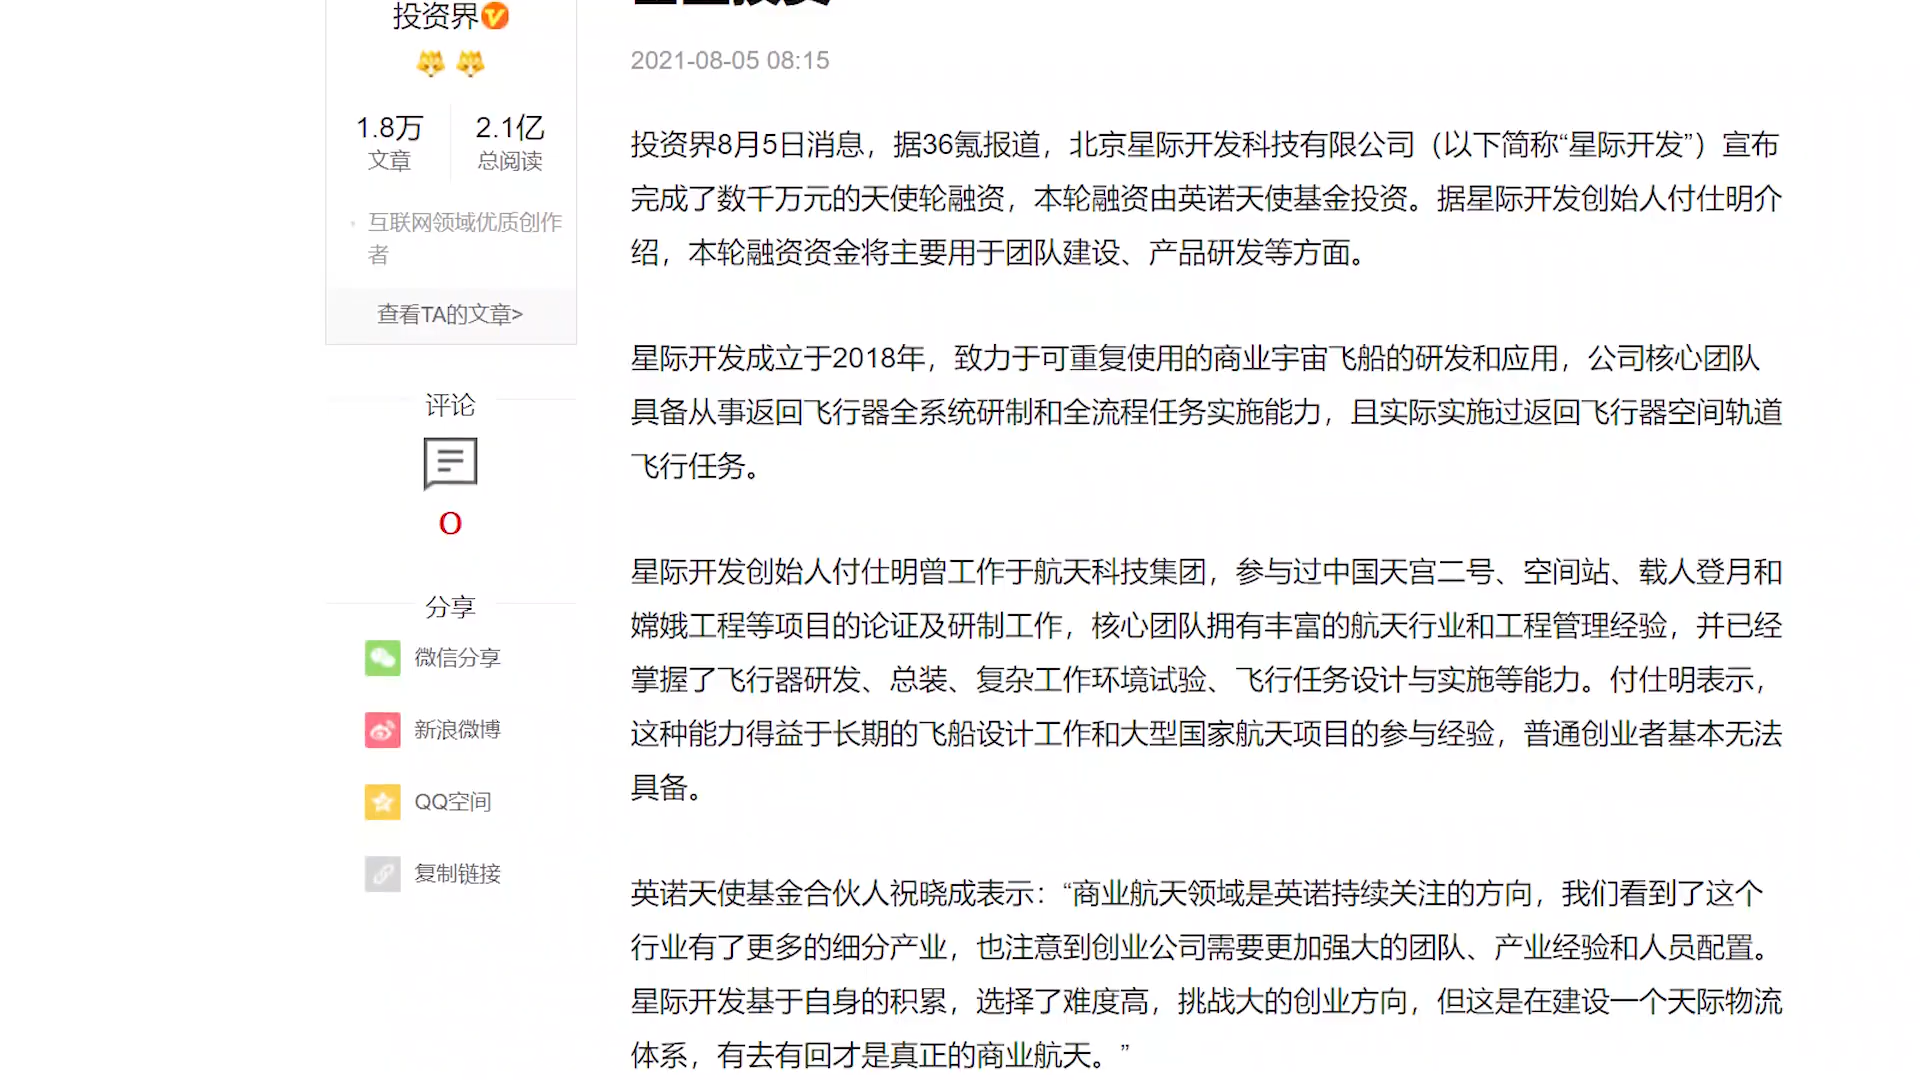 投资界
1.8万
文章
2.1亿
总阅读
互联网领域优质创作
者
查看TA的文章>
评论
0
分享
微信分享
新浪微博
QQ空间
复制链接
2021-08-05 08:15
投资界8月5日消息，据36氪报道，北京星际开发科技有限公司（以下简称“星际开发”）宣布
完成了数千万元的天使轮融资，本轮融资由英诺天使基金投资。据星际开发创始人付仕明介
绍，本轮融资资金将主要用于团队建设、产品研发等方面。
星际开发成立于2018年，致力于可重复使用的商业宇宙飞船的研发和应用，公司核心团队
具备从事返回飞行器全系统研制和全流程任务实施能力，且实际实施过返回飞行器空间轨道
飞行任务。
星际开发创始人付仕明曾工作于航天科技集团，参与过中国天宫二号、空间站、载人登月和
嫦娥工程等项目的论证及研制工作，核心团队拥有丰富的航天行业和工程管理经验，并已经
掌握了飞行器研发、总装、复杂工作环境试验、飞行任务设计与实施等能力。付仕明表示，
这种能力得益于长期的飞船设计工作和大型国家航天项目的参与经验，普通创业者基本无法
具备。
英诺天使基金合伙人祝晓成表示：“商业航天领域是英诺持续关注的方向，我们看到了这个
行业有了更多的细分产业，也注意到创业公司需要更加强大的团队、产业经验和人员配置。
星际开发基于自身的积累，选择了难度高，挑战大的创业方向，但这是在建设一个天际物流
体系，有去有回才是真正的商业航天。”